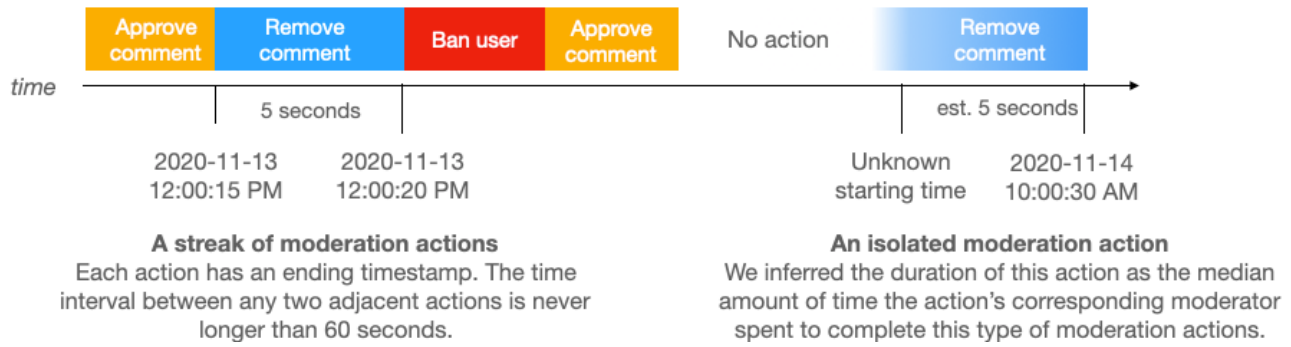 Approve
comment
Remove
comment
Ban user
Approve
comment
No action
Remove
comment
time
5 seconds
est. 5 seconds
2020-11-13
12:00:15 PM
2020-11-13
12:00:20 PM
Unknown
starting time
2020-11-14
10:00:30 AM
A streak of moderation actions
Each action has an ending timestamp. The time
interval between any two adjacent actions is never
longer than 60 seconds.
An isolated moderation action
We inferred the duration of this action as the median
amount of time the action's corresponding moderator
spent to complete this type of moderation actions.